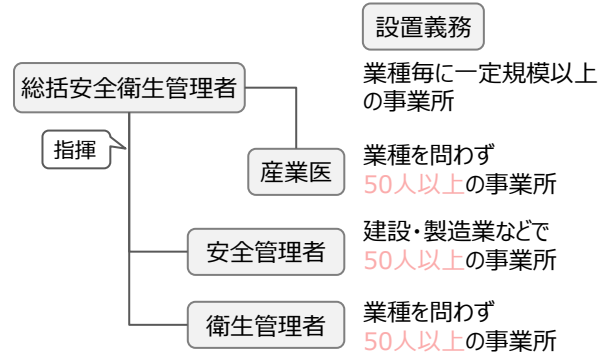 設置義務
総括安全衛生管理者
業種毎に一定規模以上
の事業所
指揮
産業医
業種を問わず
50人以上の事業所
安全管理者
建設・製造業などで
50人以上の事業所
衛生管理者
業種を問わず
50人以上の事業所